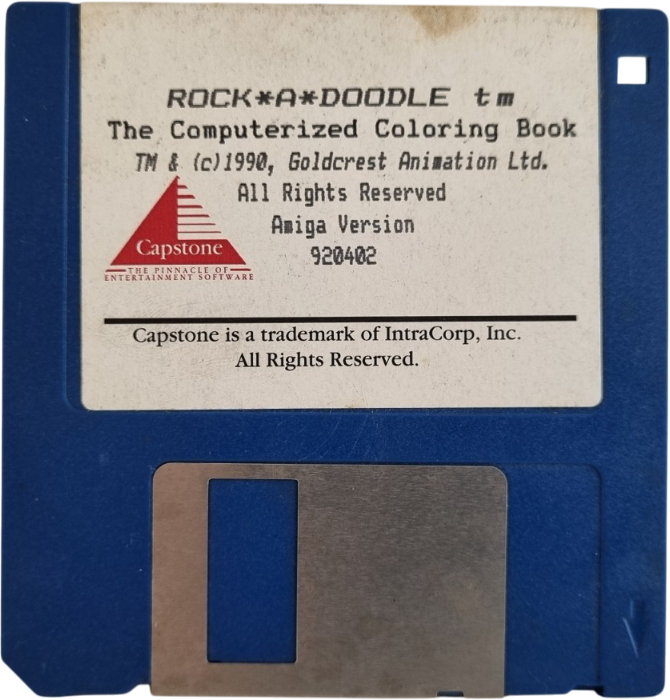 ROCK*A*DOODLE tm
The Computerized Coloring Book
TM & (c)1990, Goldcrest Animation Ltd.
All Rights Reserved
Amiga Version
920402
Capstone
THE PINNACLE OF
ENTERTAINMENT SOFTWARE
Capstone is a trademark of IntraCorp, Inc.
All Rights Reserved.